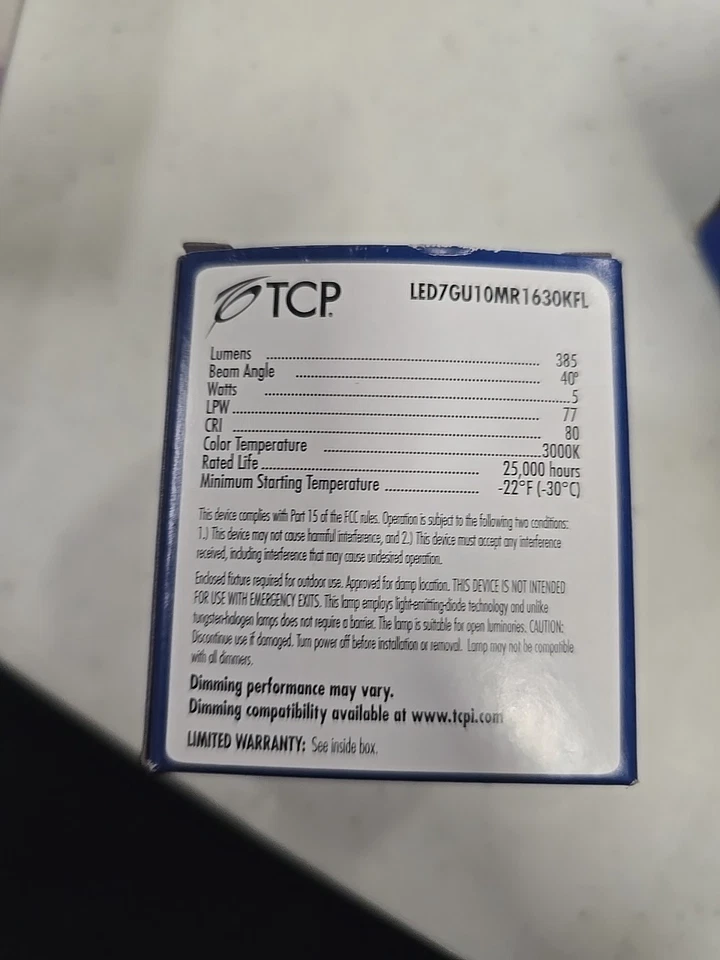 TCP LED7GU10MR1630KFL
Lumens 385
Beam Angle 40°
Watts 5
LPW 77
CRI 80
Color Temperature 3000K
Rated Life 25,000 hours
Minimum Starting Temperature -22°F (-30°C)
This device complies with Part 15 of the FCC rules. Operation is subject to the following two conditions:
1.) This device may not cause harmful interference, and 2.) This device must accept any interference
received, including interference that may cause undesired operation.
Enclosed fixture required for outdoor use. Approved for damp location. THIS DEVICE IS NOT INTENDED
FOR USE WITH EMERGENCY EXITS. This lamp employs light-emitting-diode technology and unlike
tungsten-halogen lamps does not require a barrier. The lamp is suitable for open luminaries. CAUTION:
Discontinue use if damaged. Turn power off before installation or removal. Lamp may not be compatible
with all dimmers.
Dimming performance may vary.
Dimming compatibility available at www.tcpi.com
LIMITED WARRANTY: See inside box.